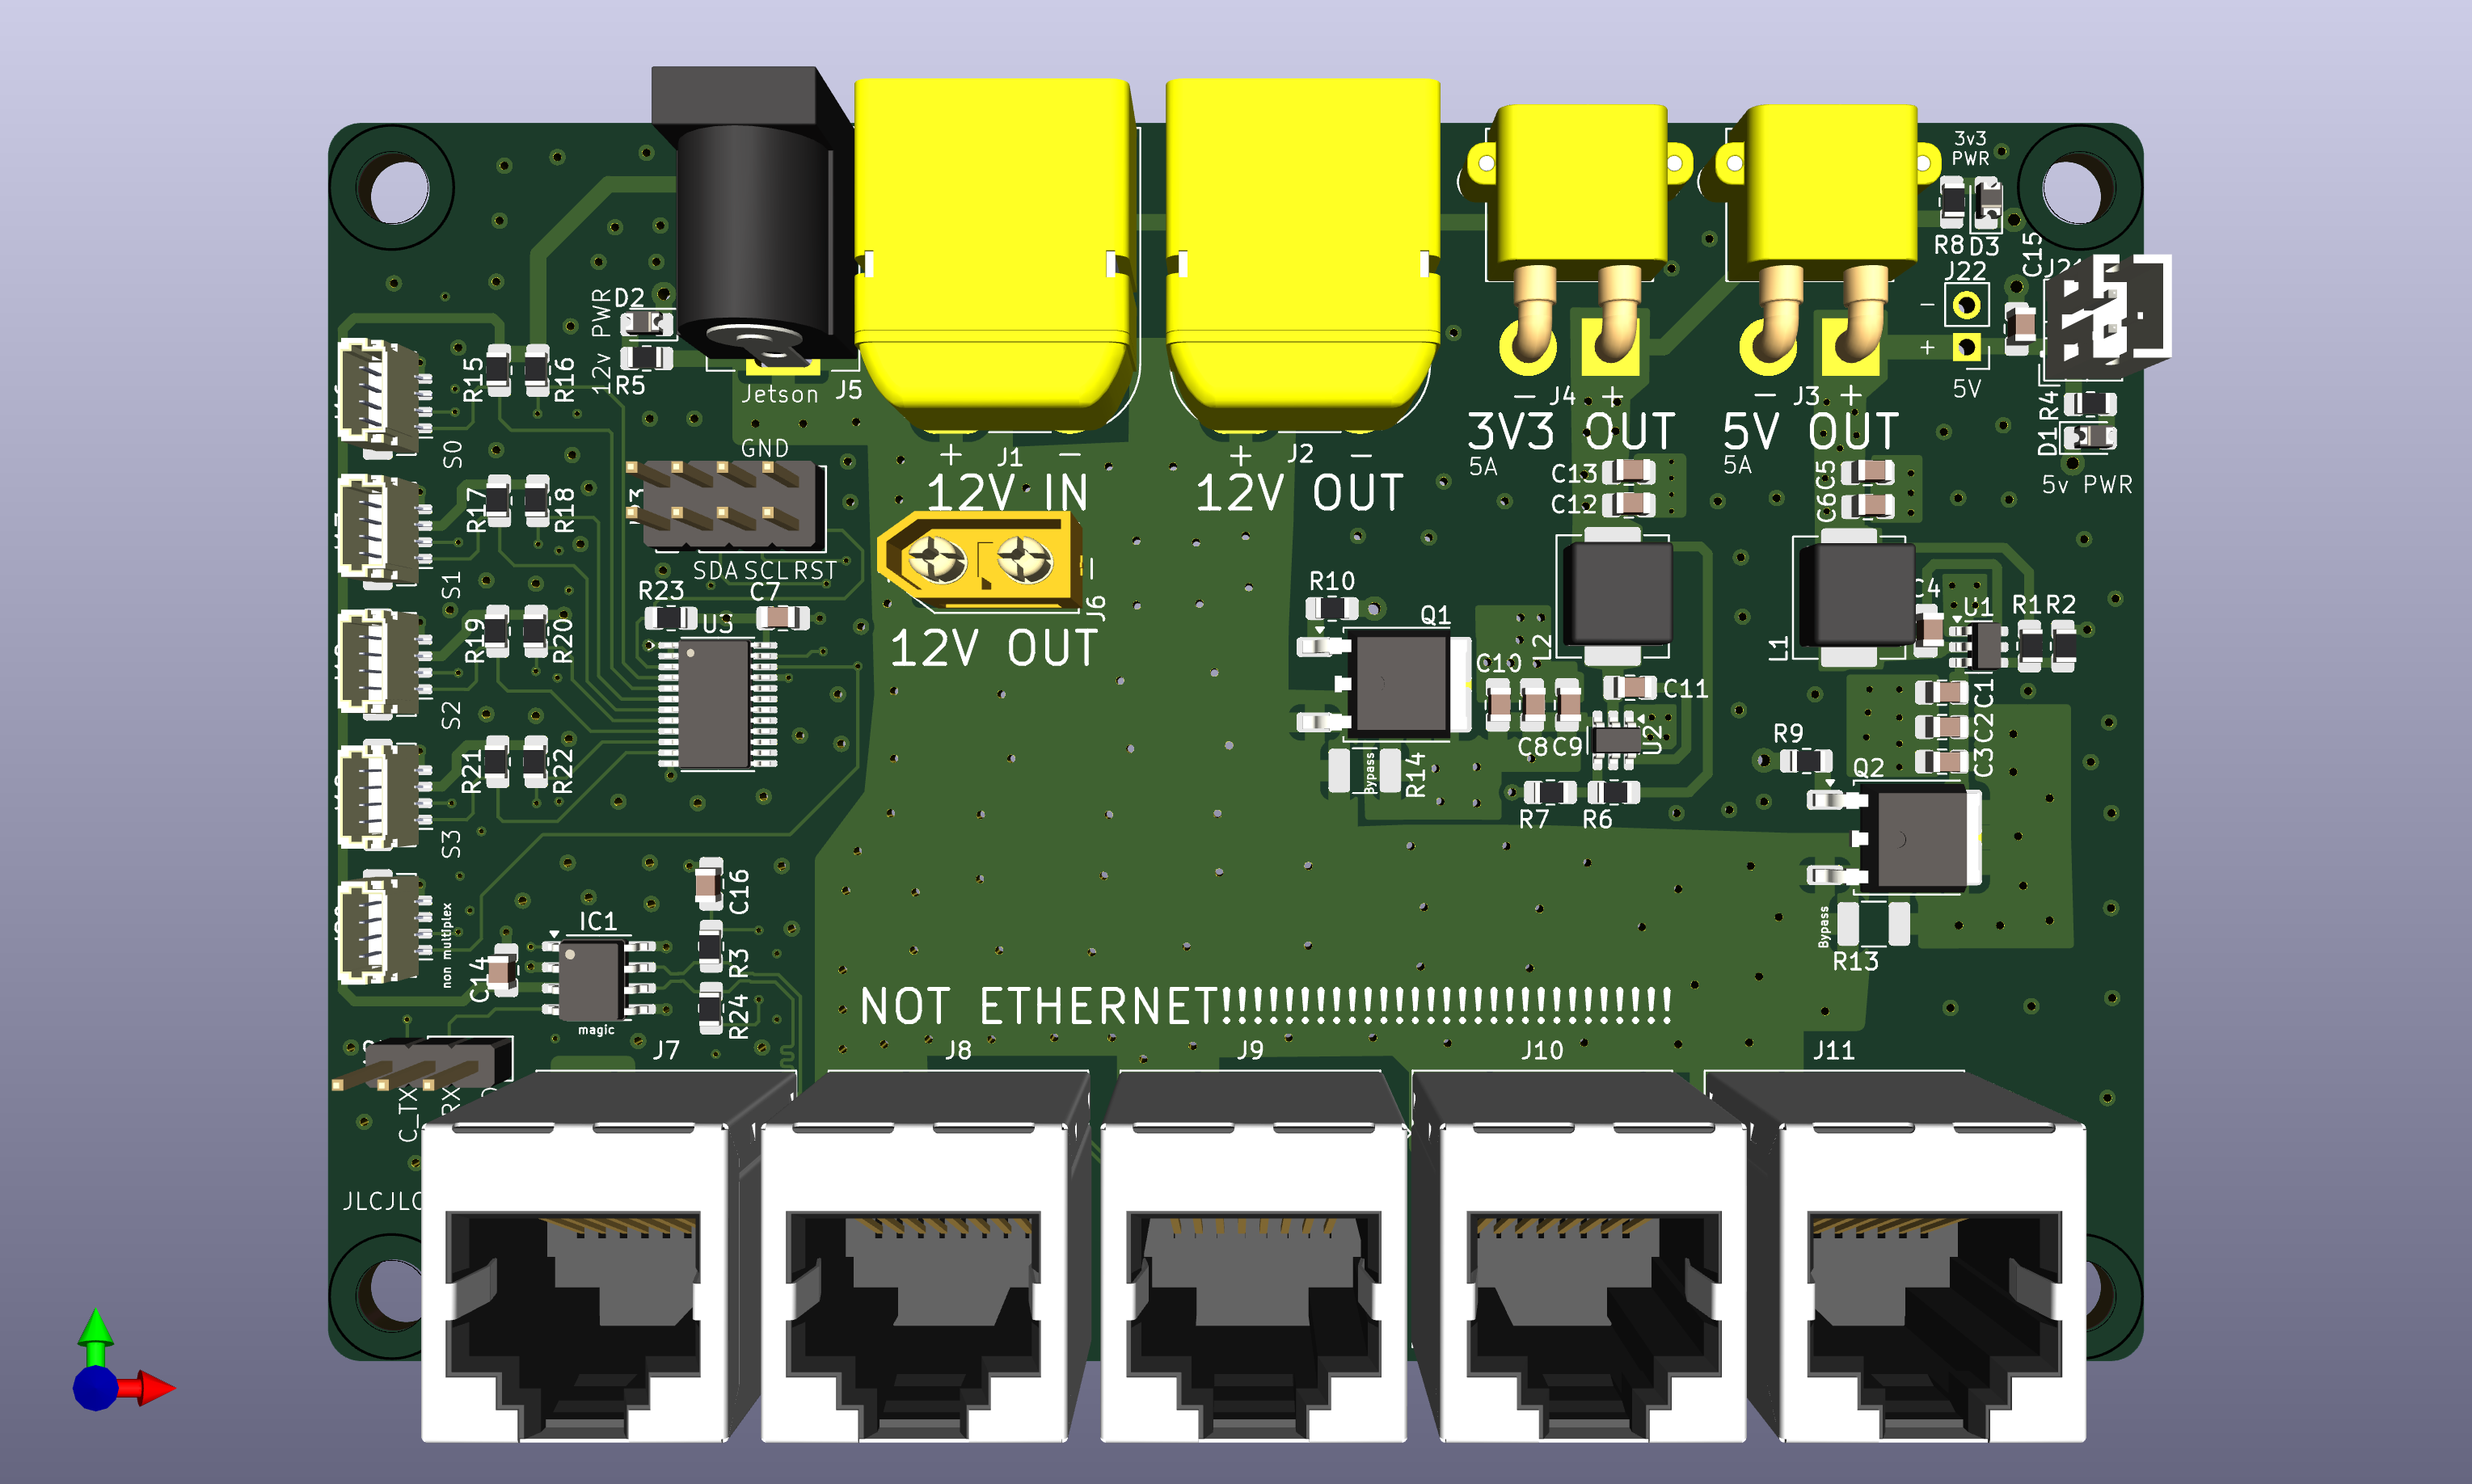 3v3
PWR
R8
D3
C15
J22
-
+
5V
D2
12v PWR
R5
Jetson
J5
R15
R16
S0
GND
+ J1 -
12V IN
+ J2 -
12V OUT
- J4 +
3V3 OUT
5A
- J3 +
5V OUT
5A
R4
D1
5v PWR
C13
C12
C5
C6
R17
R18
S1
SDA
SCL
RST
R23
C7
U3
-
J6
12V OUT
R10
Q1
L2
L1
C4
U1
R1
R2
R19
R20
S2
C10
C11
C8
C9
U2
C1
C2
C3
R9
Q2
R21
R22
S3
Bypass
R14
R7
R6
Bypass
R13
C16
IC1
non multiplex
C14
R3
R24
magic
NOT ETHERNET!!!!!!!!!!!!!!!!!!!!!!!!!!!!!
J7
J8
J9
J10
J11
C_TX
RX
JLCJLC